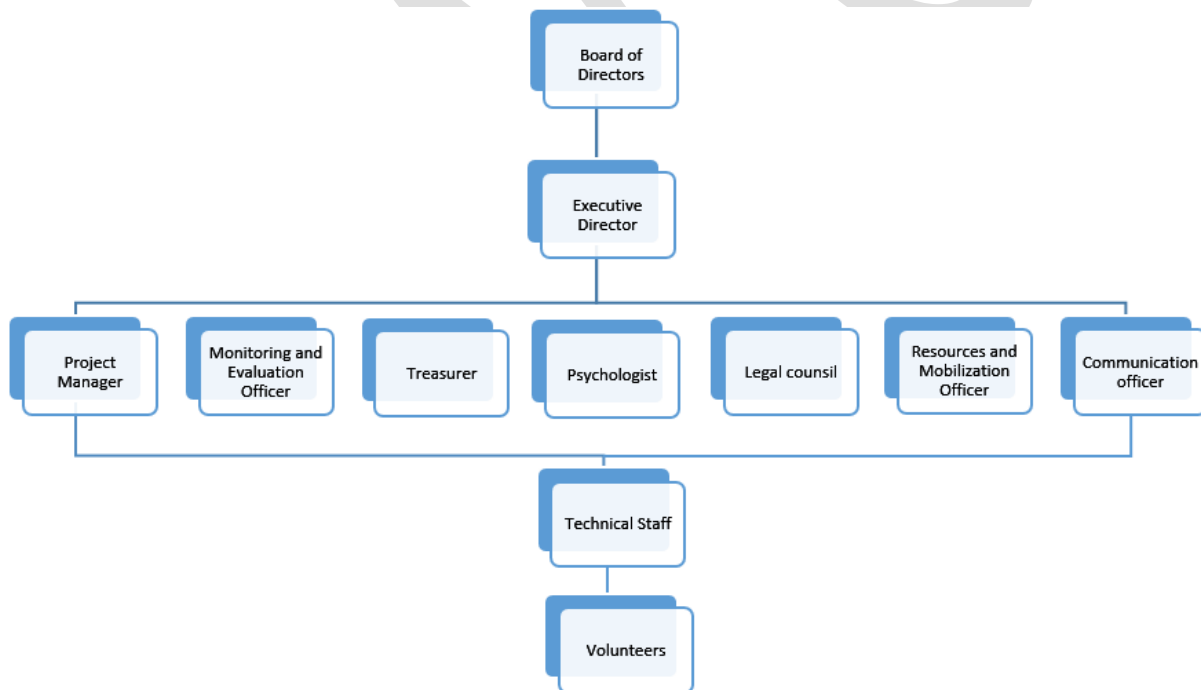 Board of
Directors
Executive
Director
Project
Manager
Monitoring and
Evaluation
Officer
Treasurer
Psychologist
Legal counsil
Resources and
Mobilization
Officer
Communication
officer
Technical Staff
Volunteers